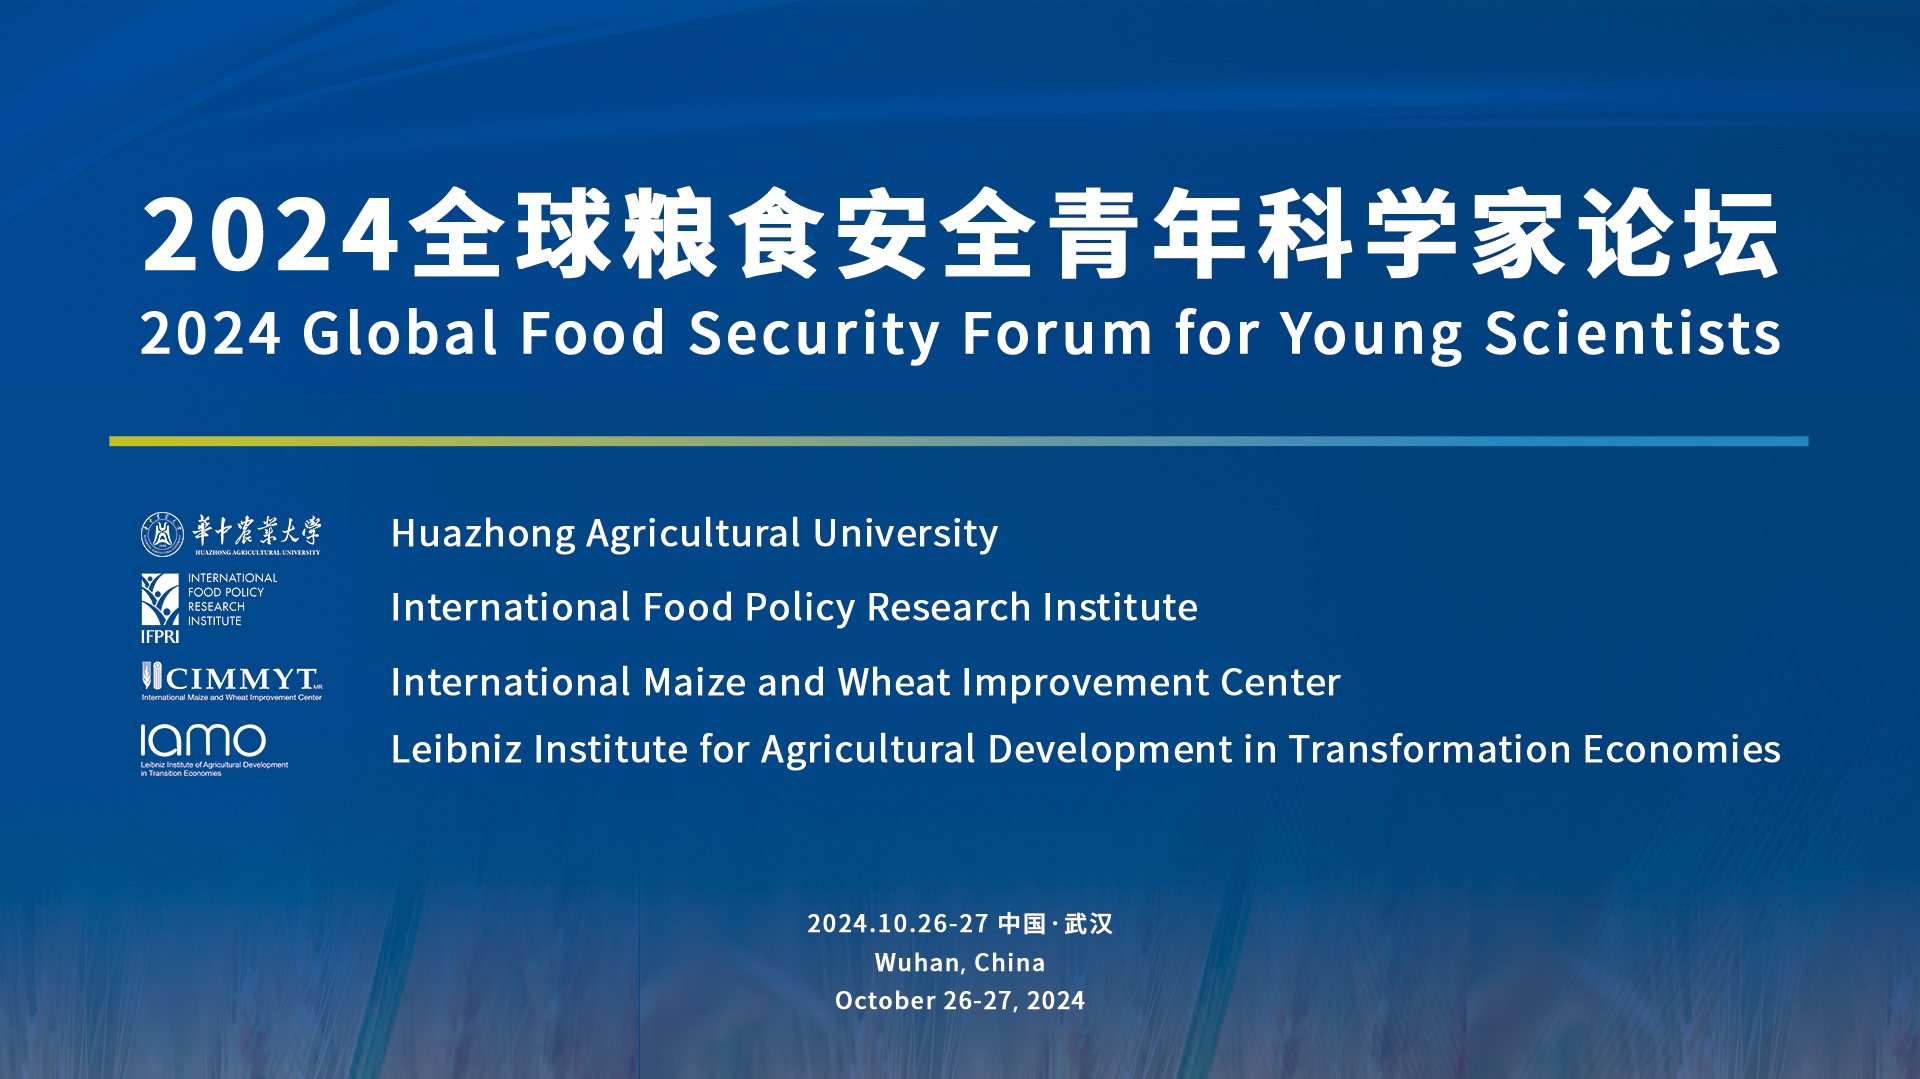 2024全球粮食安全青年科学家论坛
2024 Global Food Security Forum for Young Scientists
華中农業大学
HUAZHONG AGRICULTURAL UNIVERSITY
Huazhong Agricultural University
INTERNATIONAL
FOOD POLICY
RESEARCH
INSTITUTE
IFPRI
International Food Policy Research Institute
CIMMYT MR
International Maize and Wheat Improvement Center
International Maize and Wheat Improvement Center
iamo
Leibniz Institute of Agricultural Development
in Transition Economies
Leibniz Institute for Agricultural Development in Transformation Economies
2024.10.26-27 中国·武汉
Wuhan, China
October 26-27, 2024